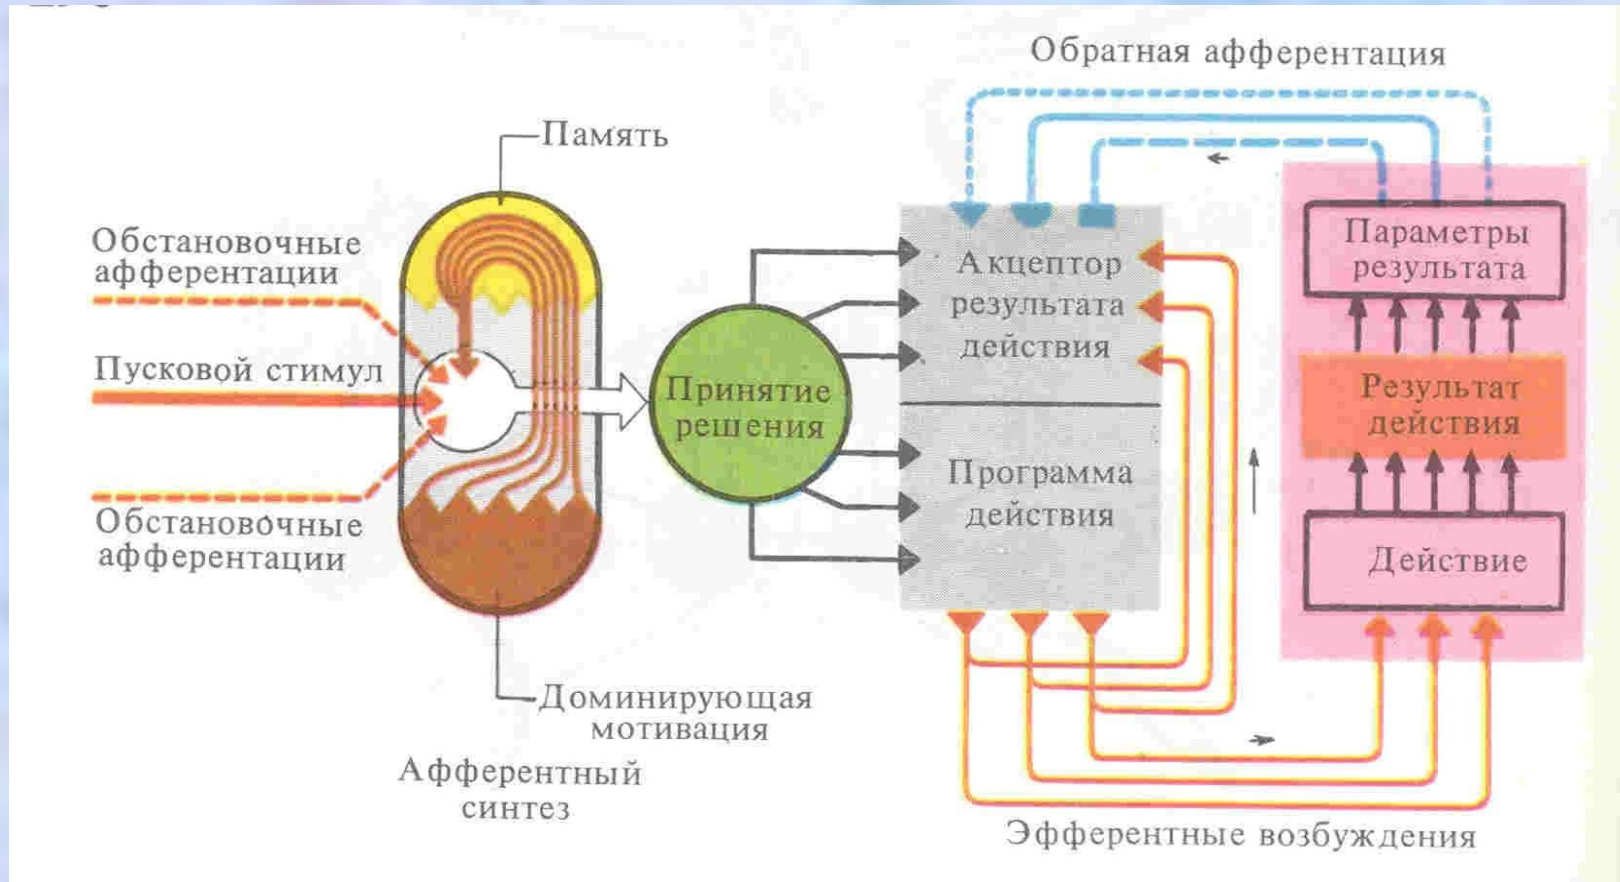 Обратная афферентация
Память
Обстановочные
афферентации
Пусковой стимул
Обстановочные
афферентации
Доминирующая
мотивация
Афферентный
синтез
Принятие
решения
Акцептор
результата
действия
Программа
действия
Параметры
результата
Результат
действия
Действие
Эфферентные возбуждения